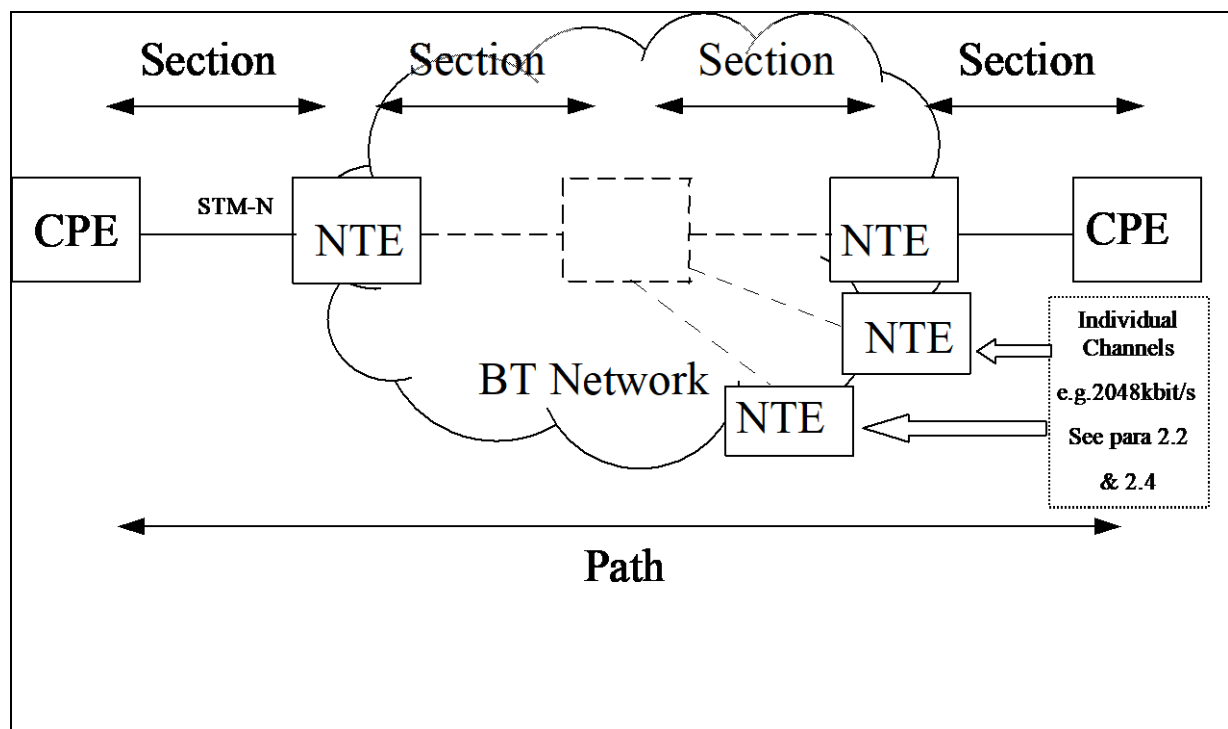 Section
Section
Section
Section
CPE
STM-N
NTE
NTE
CPE
NTE
Individual
Channels
e.g.2048kbit/s
See para 2.2
& 2.4
BT Network
NTE
Path